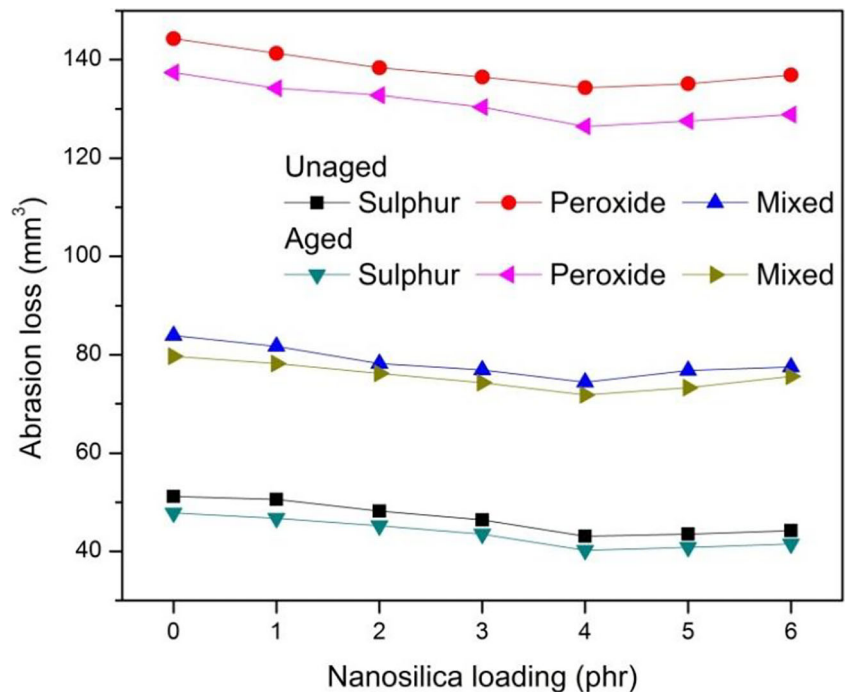 Abrasion loss (mm³)
140
120
100
80
60
40
Unaged
Sulphur Peroxide Mixed
Aged
Sulphur Peroxide Mixed
0 1 2 3 4 5 6
Nanosilica loading (phr)